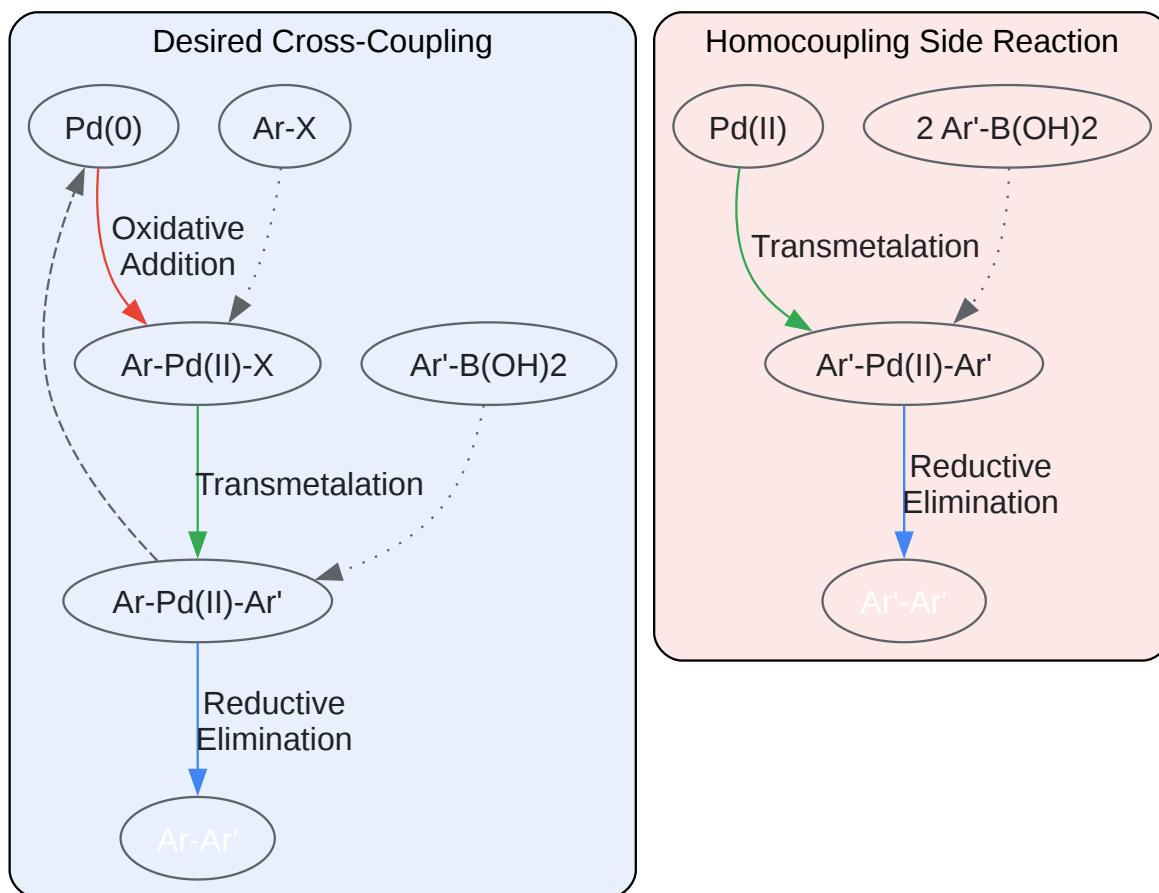 Desired Cross-Coupling
Pd(0)
Ar-X
Oxidative
Addition
Ar-Pd(II)-X
Ar'-B(OH)2
Transmetalation
Ar-Pd(II)-Ar'
Reductive
Elimination
Ar-Ar'
Homocoupling Side Reaction
Pd(II)
2 Ar'-B(OH)2
Transmetalation
Ar'-Pd(II)-Ar'
Reductive
Elimination
Ar'-Ar'